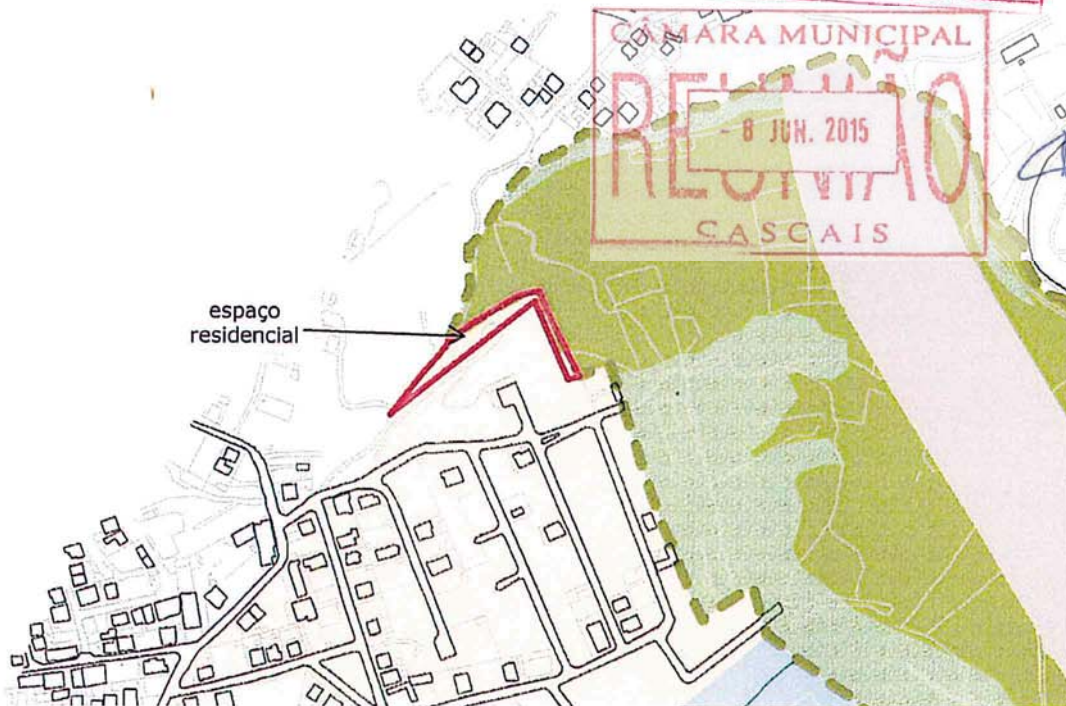 CÂMARA MUNICIPAL
REUNIÃO
- 8 JUN. 2015
CASCAIS
espaço
residencial